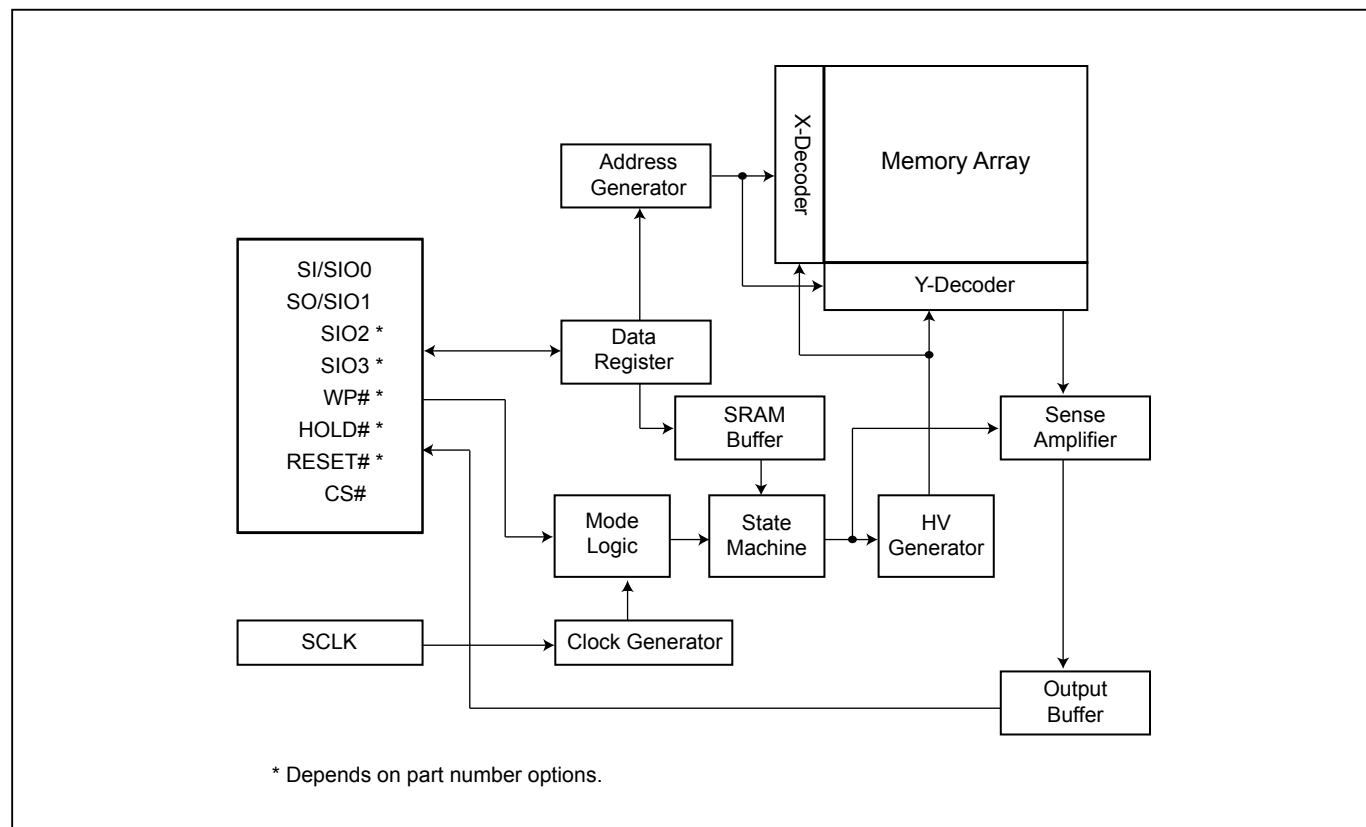 X-Decoder
Memory Array
Address
Generator
SI/SIO0
SO/SIO1
SIO2 *
SIO3 *
WP# *
HOLD# *
RESET# *
CS#
Y-Decoder
Data
Register
SRAM
Buffer
Sense
Amplifier
Mode
Logic
State
Machine
HV
Generator
SCLK
Clock Generator
Output
Buffer
* Depends on part number options.